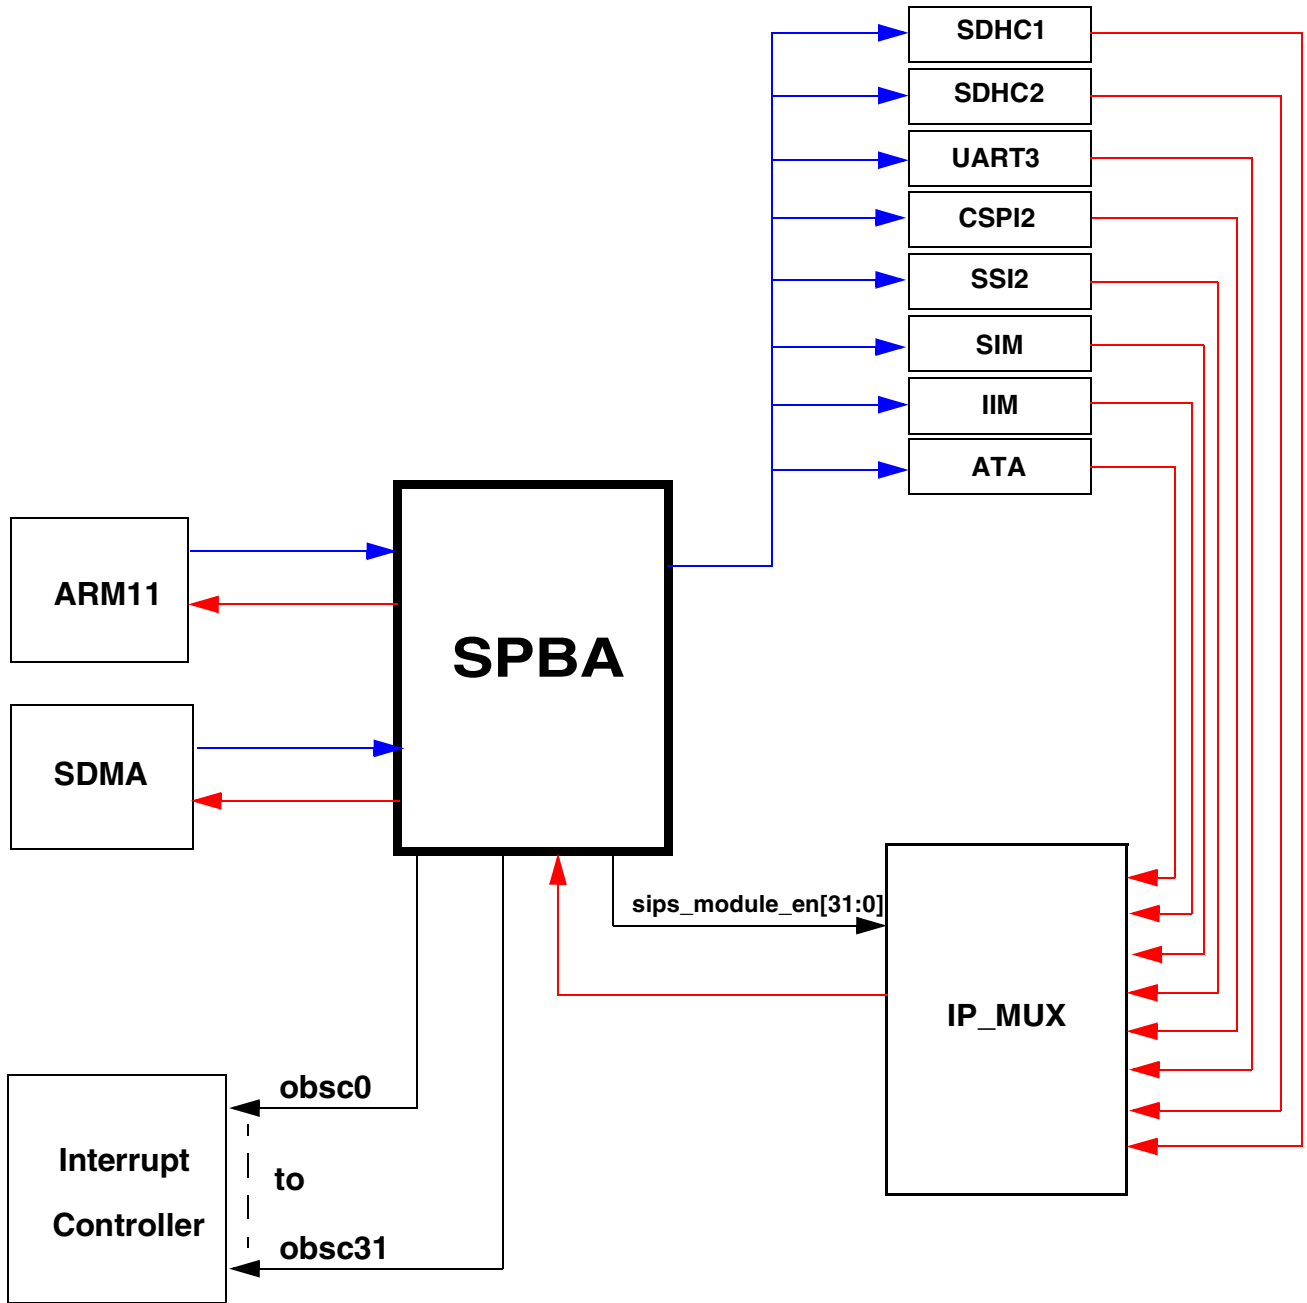 SDHC1
SDHC2
UART3
CSPI2
SSI2
SIM
IIM
ATA
ARM11
SPBA
SDMA
sips_module_en[31:0]
IP_MUX
obsc0
Interrupt
to
Controller
obsc31